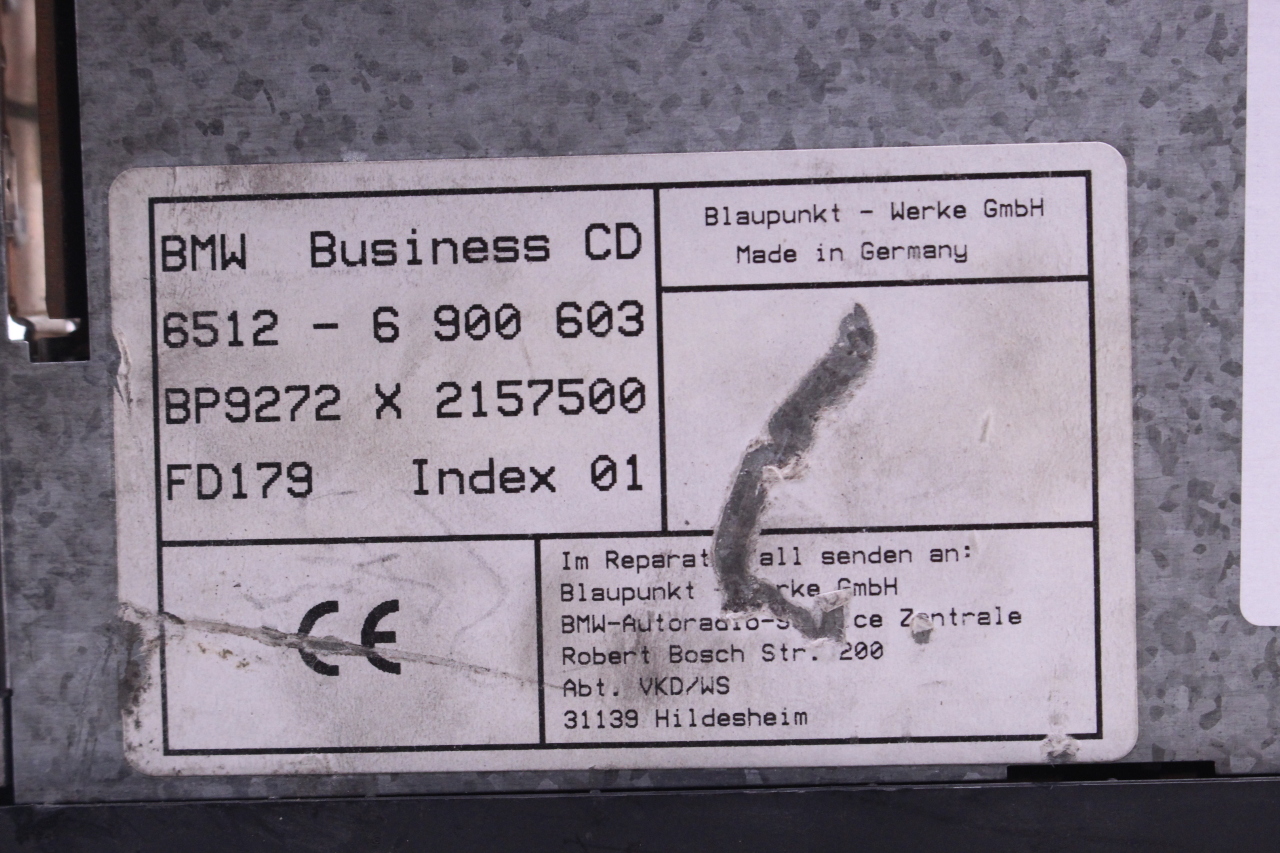 BMW Business CD
6512 - 6 900 603
BP9272 X 2157500
FD179 Index 01
Blaupunkt - Werke GmbH
Made in Germany
CE
Im Reparat all senden an:
Blaupunkt - rke GmbH
BMW-Autoradio-S ce Zentrale
Robert Bosch Str. 200
Abt. VKD/WS
31139 Hildesheim